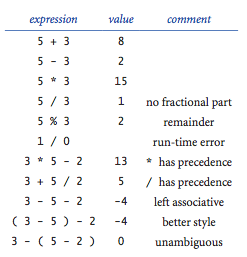 expression value comment
5 + 3 8
5 - 3 2
5 * 3 15
5 / 3 1 no fractional part
5 % 3 2 remainder
1 / 0 run-time error
3 * 5 - 2 13 * has precedence
3 + 5 / 2 5 / has precedence
3 - 5 - 2 -4 left associative
( 3 - 5 ) - 2 -4 better style
3 - ( 5 - 2 ) 0 unambiguous